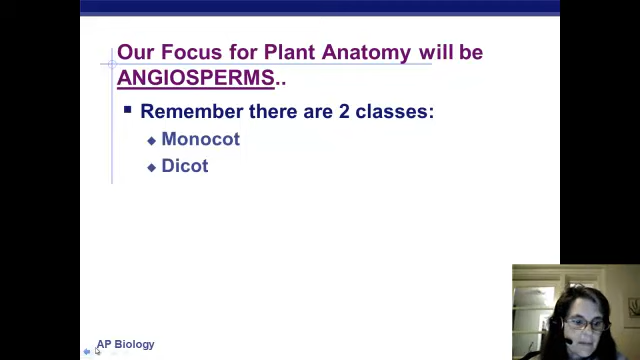 Our Focus for Plant Anatomy will be
ANGIOSPERMS..
Remember there are 2 classes:
Monocot
Dicot
AP Biology